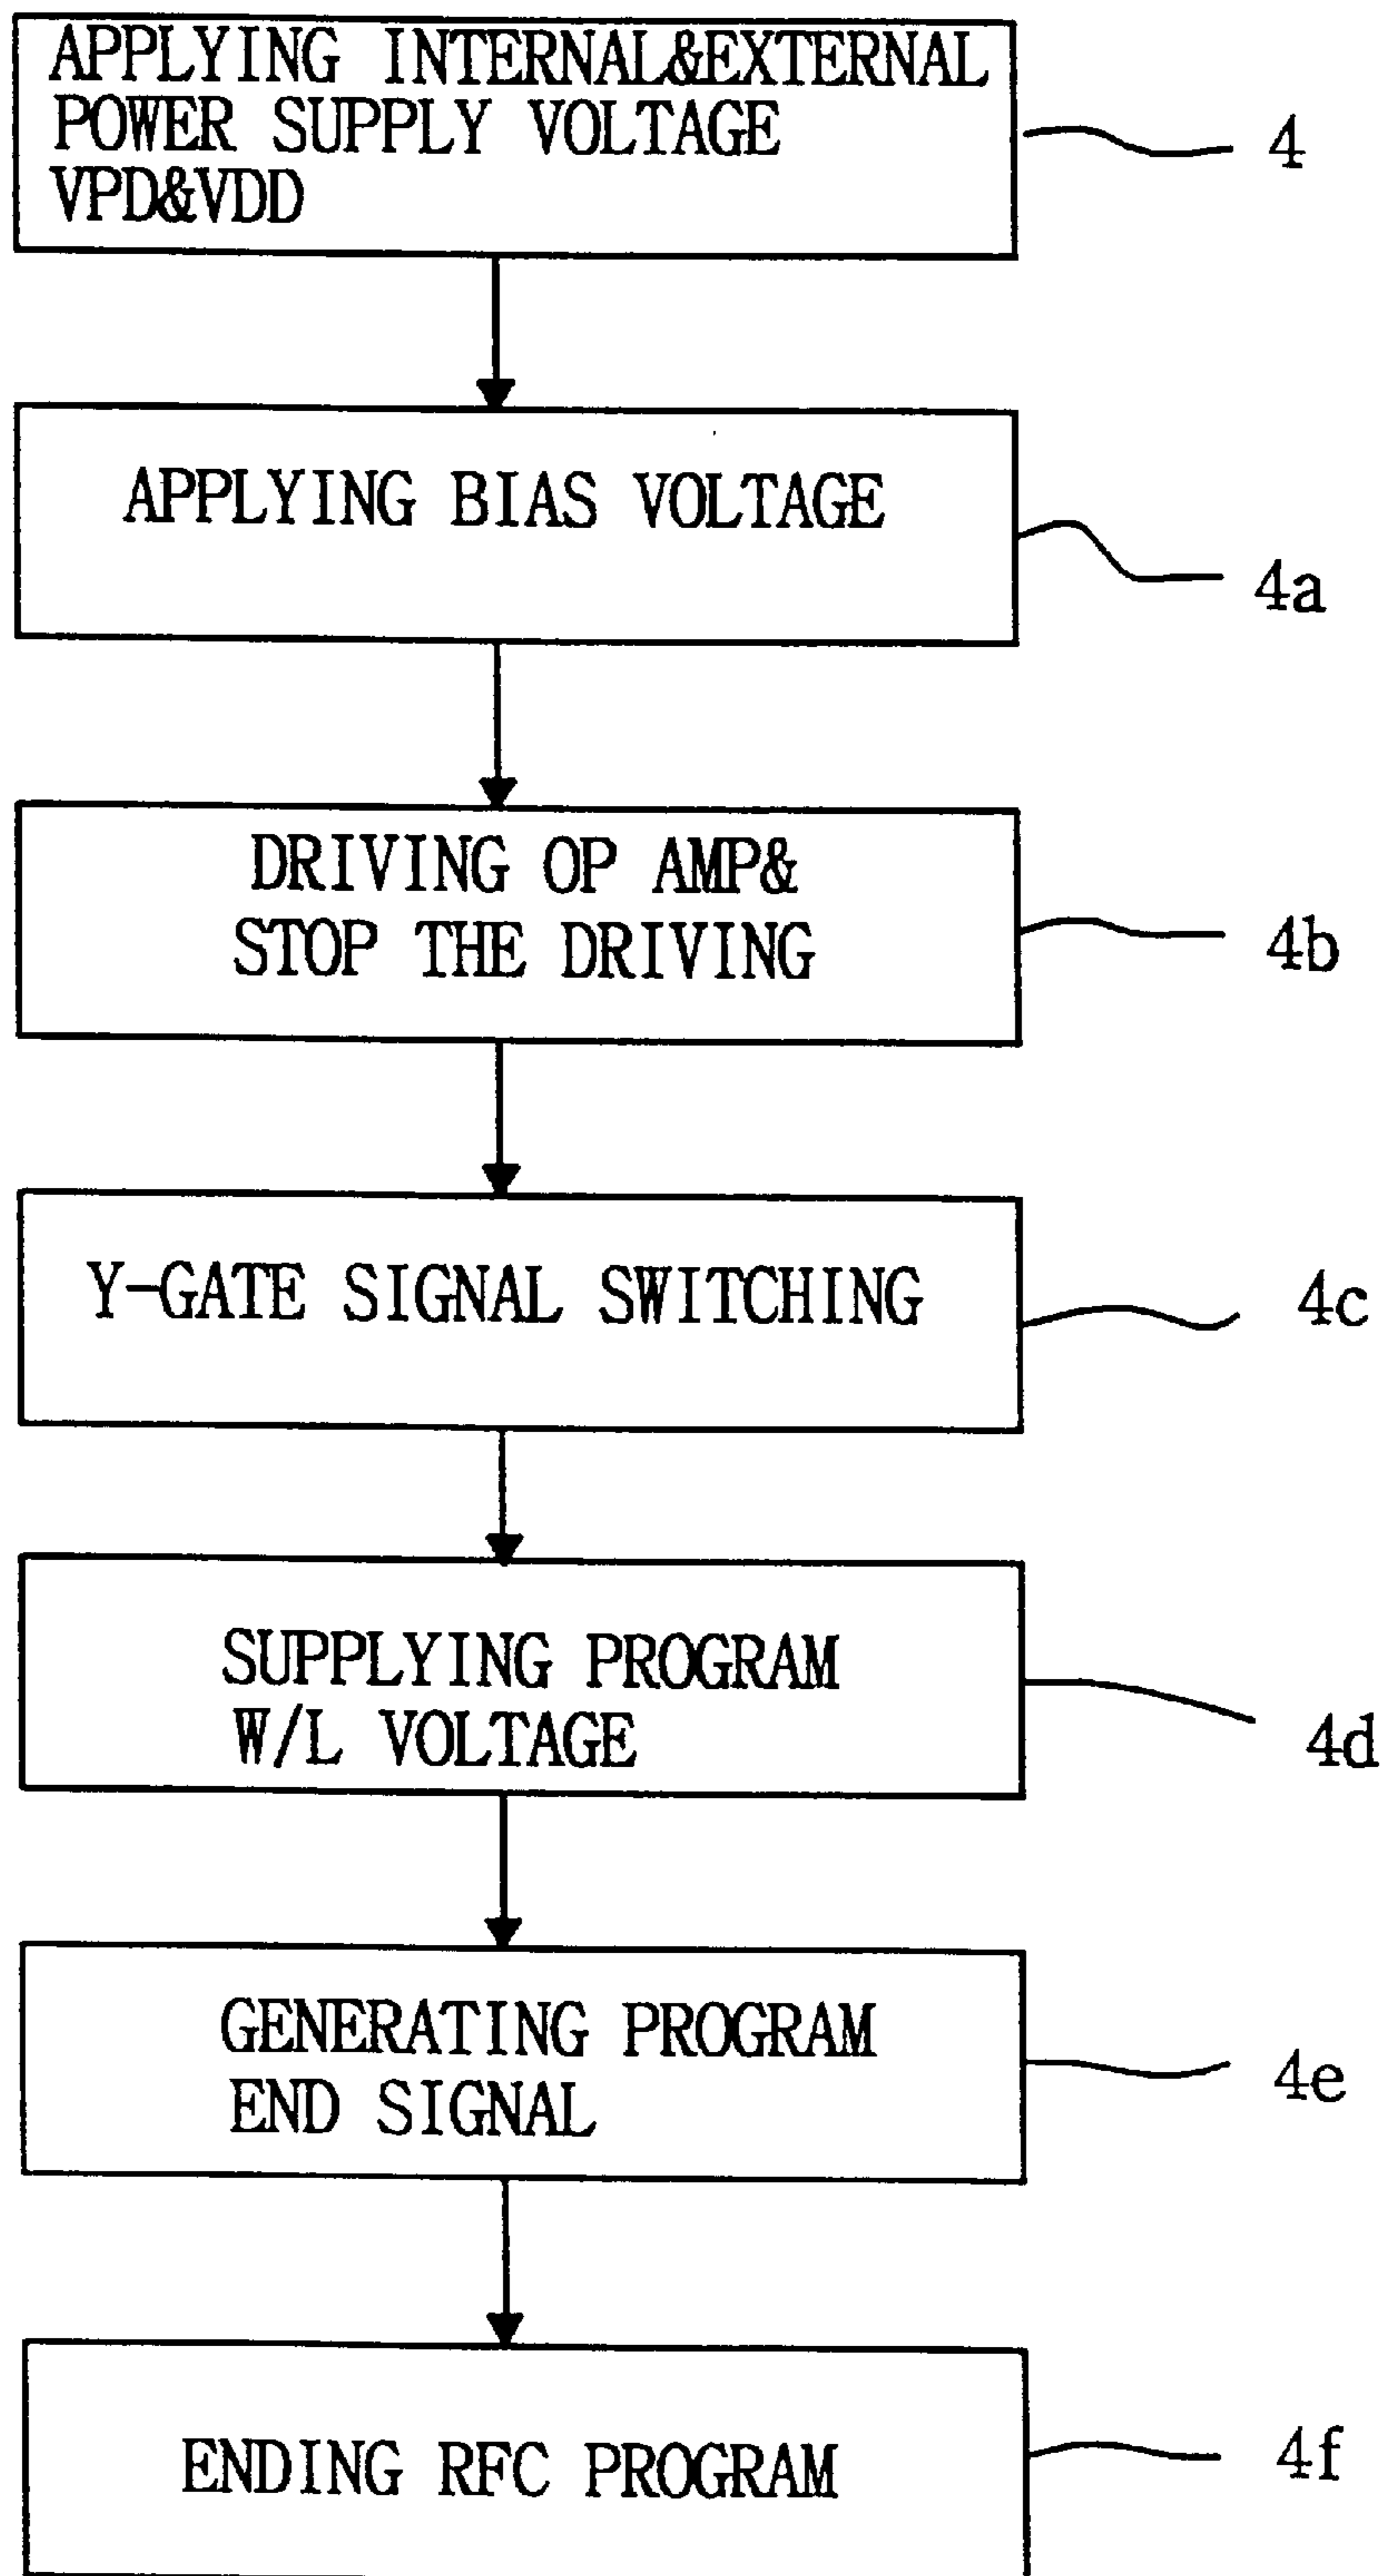 APPLYING INTERNAL&EXTERNAL
POWER SUPPLY VOLTAGE
VPD&VDD
4
APPLYING BIAS VOLTAGE
4a
DRIVING OP AMP&
STOP THE DRIVING
4b
Y-GATE SIGNAL SWITCHING
4c
SUPPLYING PROGRAM
W/L VOLTAGE
4d
GENERATING PROGRAM
END SIGNAL
4e
ENDING RFC PROGRAM
4f